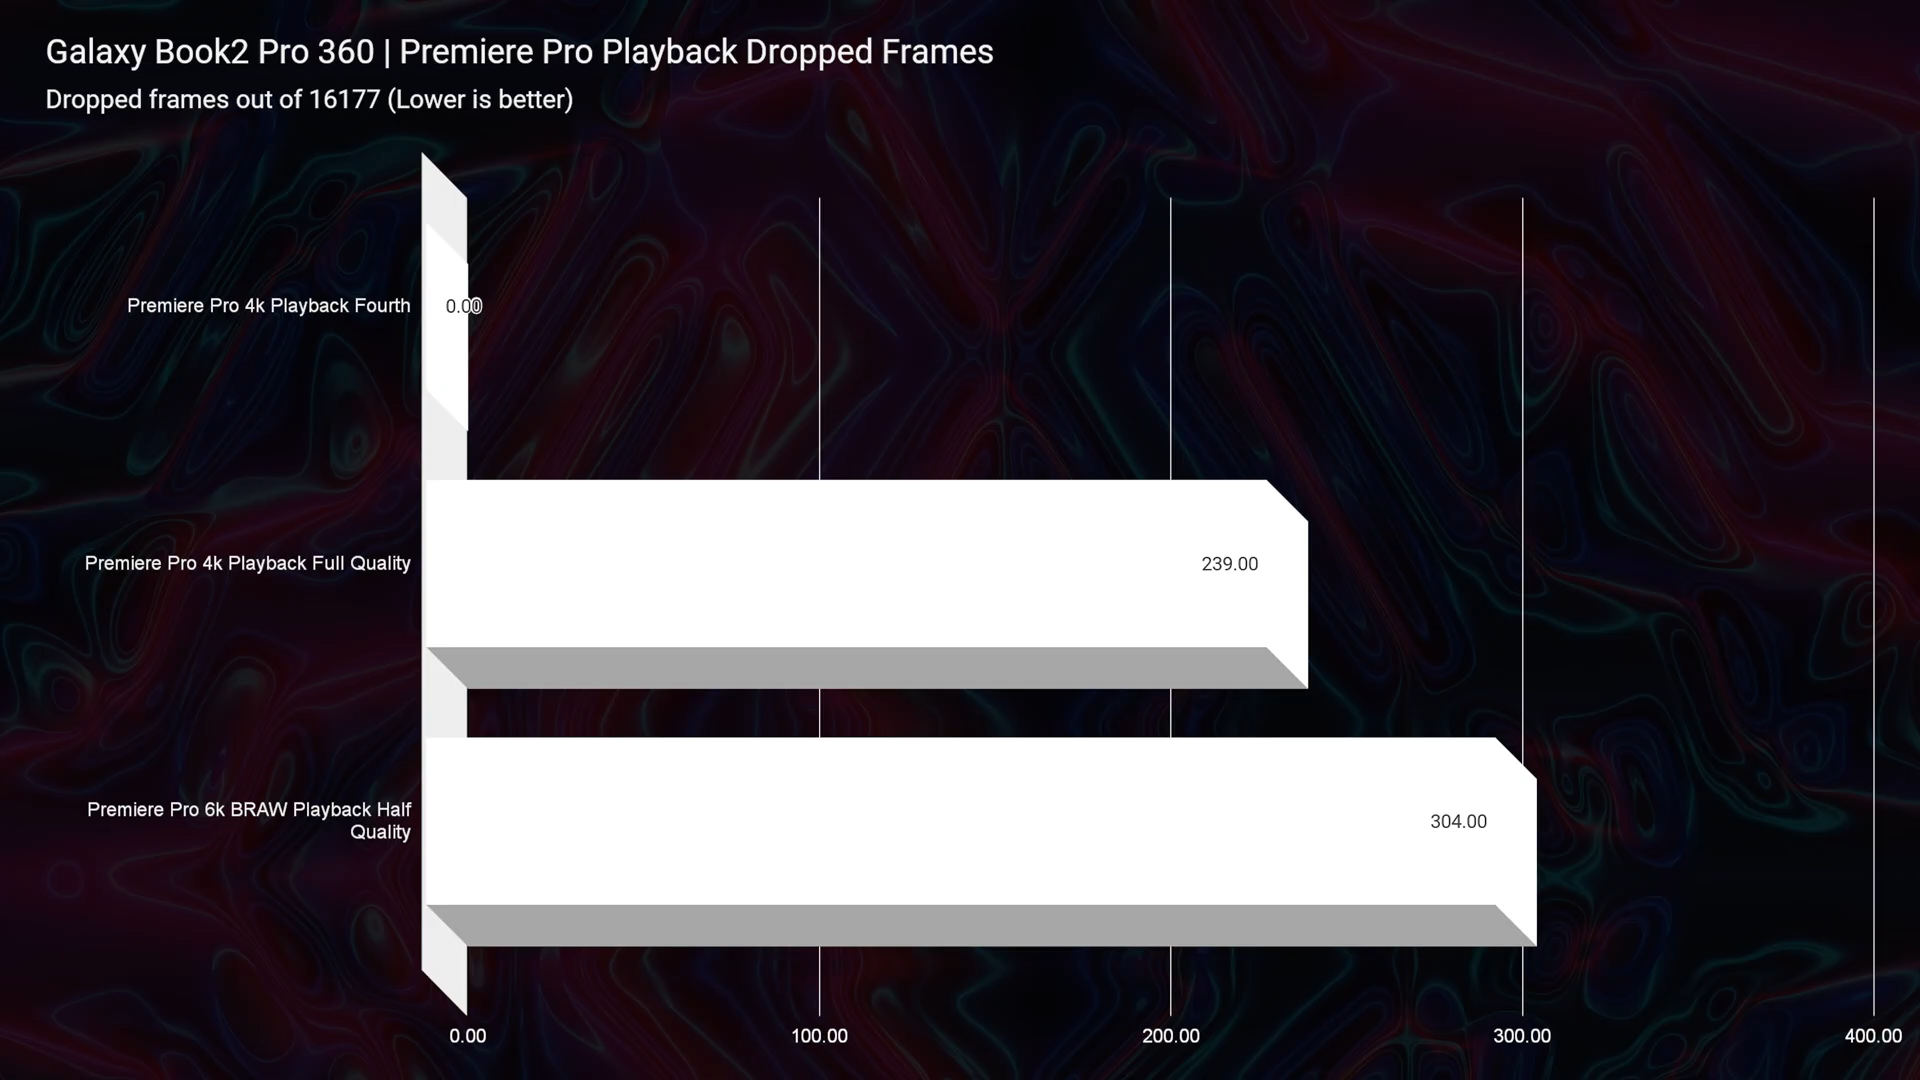 Galaxy Book2 Pro 360 | Premiere Pro Playback Dropped Frames
Dropped frames out of 16177 (Lower is better)
Premiere Pro 4k Playback Fourth
0.00
Premiere Pro 4k Playback Full Quality
239.00
Premiere Pro 6k BRAW Playback Half
Quality
304.00
0.00
100.00
200.00
300.00
400.00